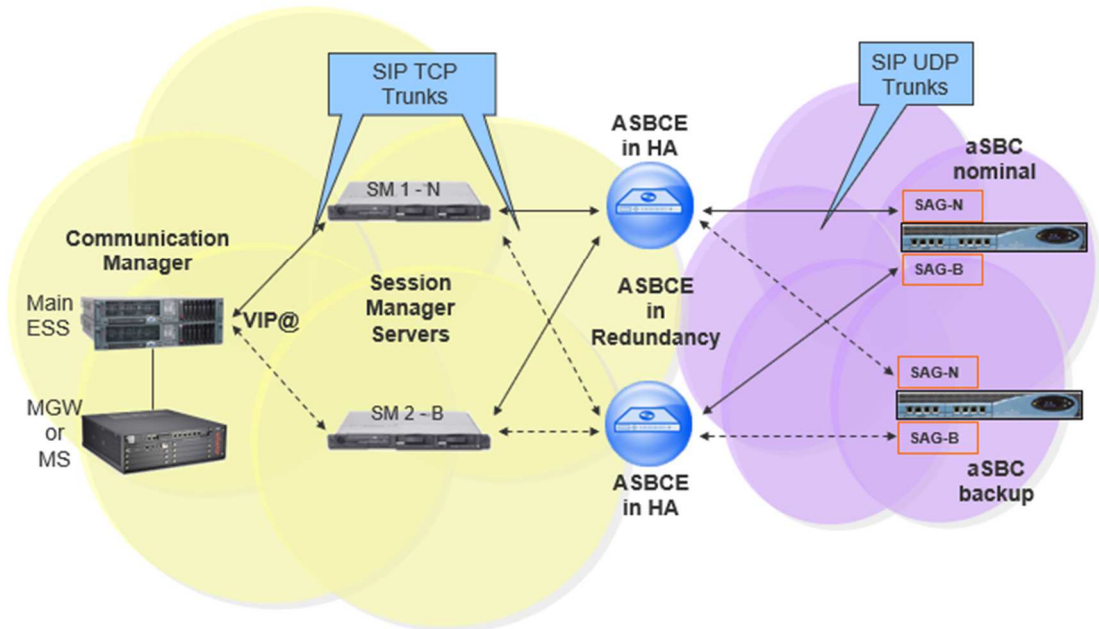 SIP TCP
Trunks
SIP UDP
Trunks
ASBCE
in HA
aSBC
nominal
SM 1 - N
SAG-N
Communication
Manager
SAG-B
Main
ESS
VIP@
Session
Manager
Servers
ASBCE
in
Redundancy
SAG-N
MGW
or
MS
SM 2 - B
SAG-B
ASBCE
in HA
aSBC
backup